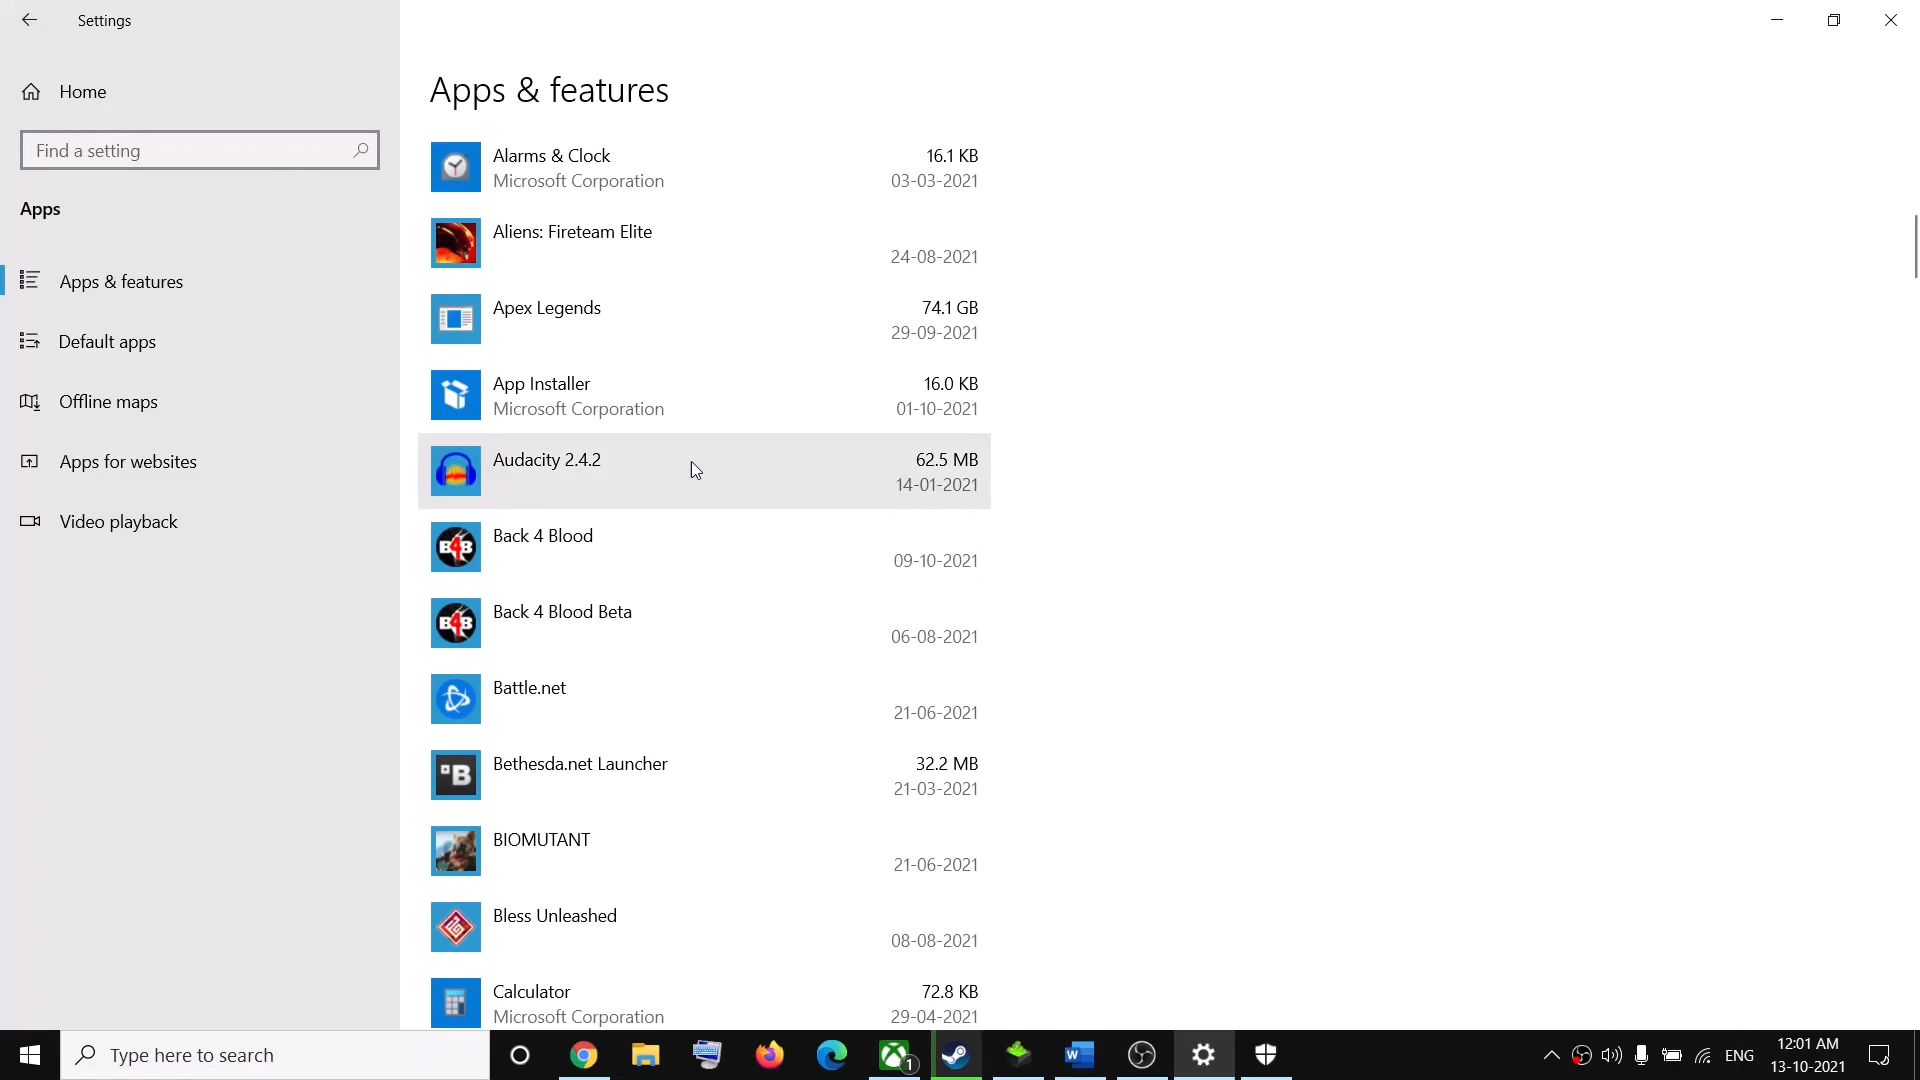 Settings
Home
Find a setting
Apps
Apps & features
Default apps
Offline maps
Apps for websites
Video playback
Apps & features
Alarms & Clock 16.1 KB
Microsoft Corporation 03-03-2021
Aliens: Fireteam Elite
24-08-2021
Apex Legends 74.1 GB
29-09-2021
App Installer 16.0 KB
Microsoft Corporation 01-10-2021
Audacity 2.4.2 62.5 MB
14-01-2021
B4B Back 4 Blood
09-10-2021
B4B Back 4 Blood Beta
06-08-2021
Battle.net
21-06-2021
B Bethesda.net Launcher 32.2 MB
21-03-2021
BIOMUTANT
21-06-2021
Bless Unleashed
08-08-2021
Calculator 72.8 KB
Microsoft Corporation 29-04-2021
Type here to search
1
W
ENG
12:01 AM
13-10-2021